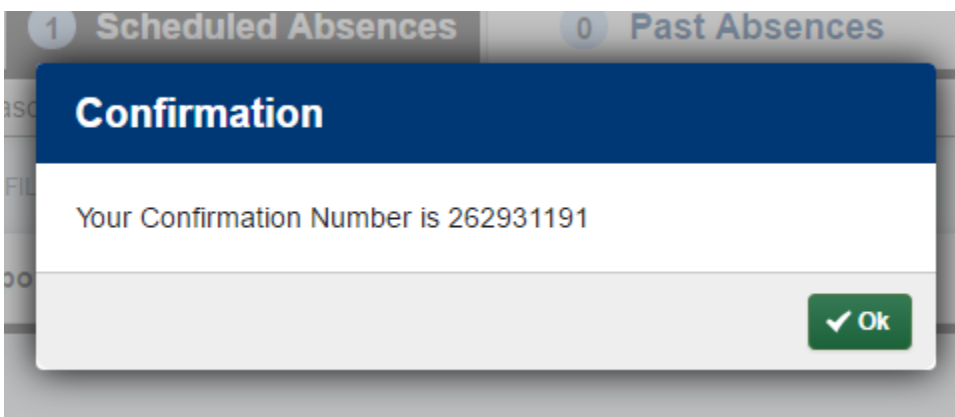 1 Scheduled Absences
0 Past Absences
Confirmation
Your Confirmation Number is 262931191
Ok